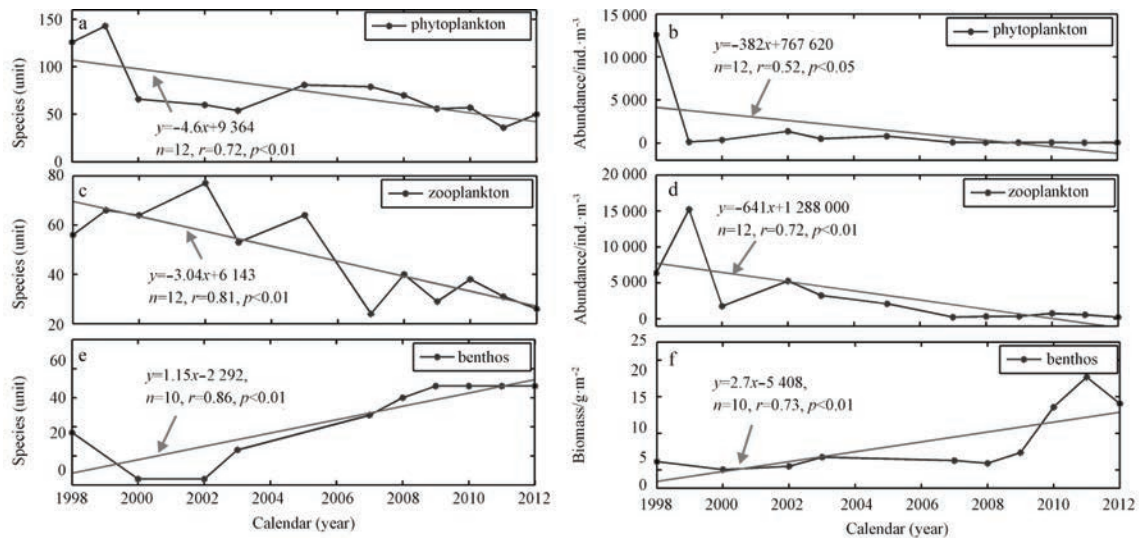 a
phytoplankton
150
100
50
0
Species (unit)
y=−4.6x+9 364
n=12, r=0.72, p<0.01
b
phytoplankton
15 000
10 000
5 000
0
Abundance/ind.·m⁻³
y=−382x+767 620
n=12, r=0.52, p<0.05
c
zooplankton
80
60
40
20
Species (unit)
y=−3.04x+6 143
n=12, r=0.81, p<0.01
d
zooplankton
20 000
15 000
10 000
5 000
0
Abundance/ind.·m⁻³
y=−641x+1 288 000
n=12, r=0.72, p<0.01
e
benthos
60
40
20
0
Species (unit)
y=1.15x−2 292,
n=10, r=0.86, p<0.01
1998 2000 2002 2004 2006 2008 2010 2012
Calendar (year)
f
benthos
25
20
15
10
5
0
Biomass/g·m⁻²
y=2.7x−5 408,
n=10, r=0.73, p<0.01
1998 2000 2002 2004 2006 2008 2010 2012
Calendar (year)